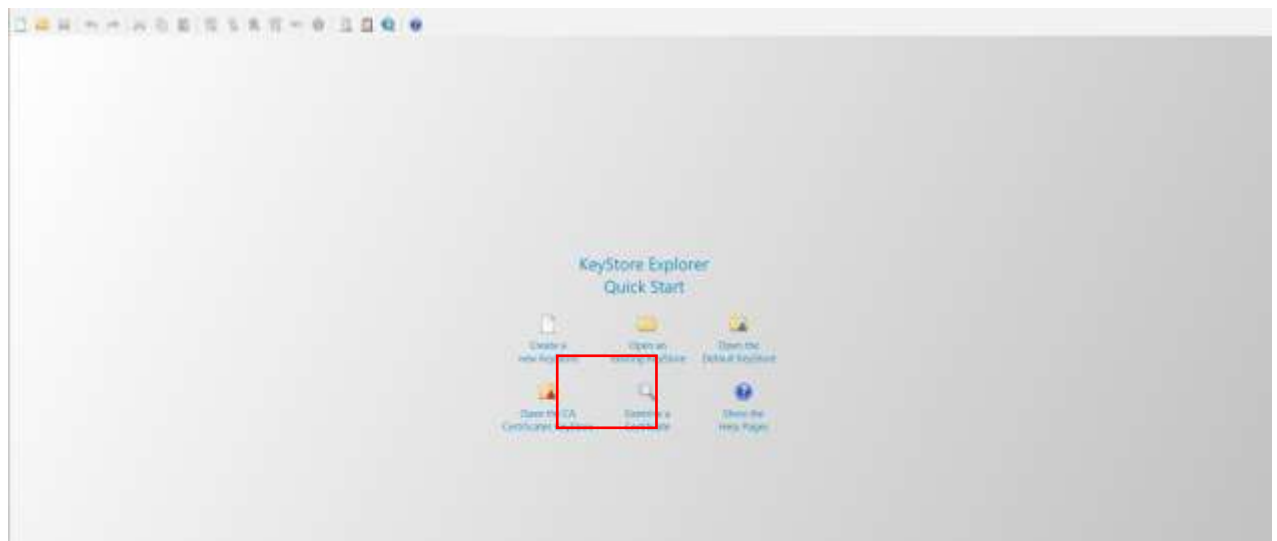 KeyStore Explorer
Quick Start
Create a
new KeyStore
Open an
existing KeyStore
Open the
Default KeyStore
Open the CA
Certificates KeyStore
Examine a
Certificate
Show the
Help Pages